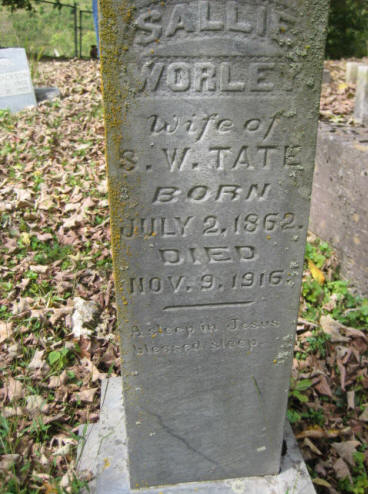 SALLIE
WORLEY
Wife of
S. W. TATE
BORN
JULY 2, 1862.
DIED
NOV. 9, 1916.
Asleep in Jesus
blessed sleep.